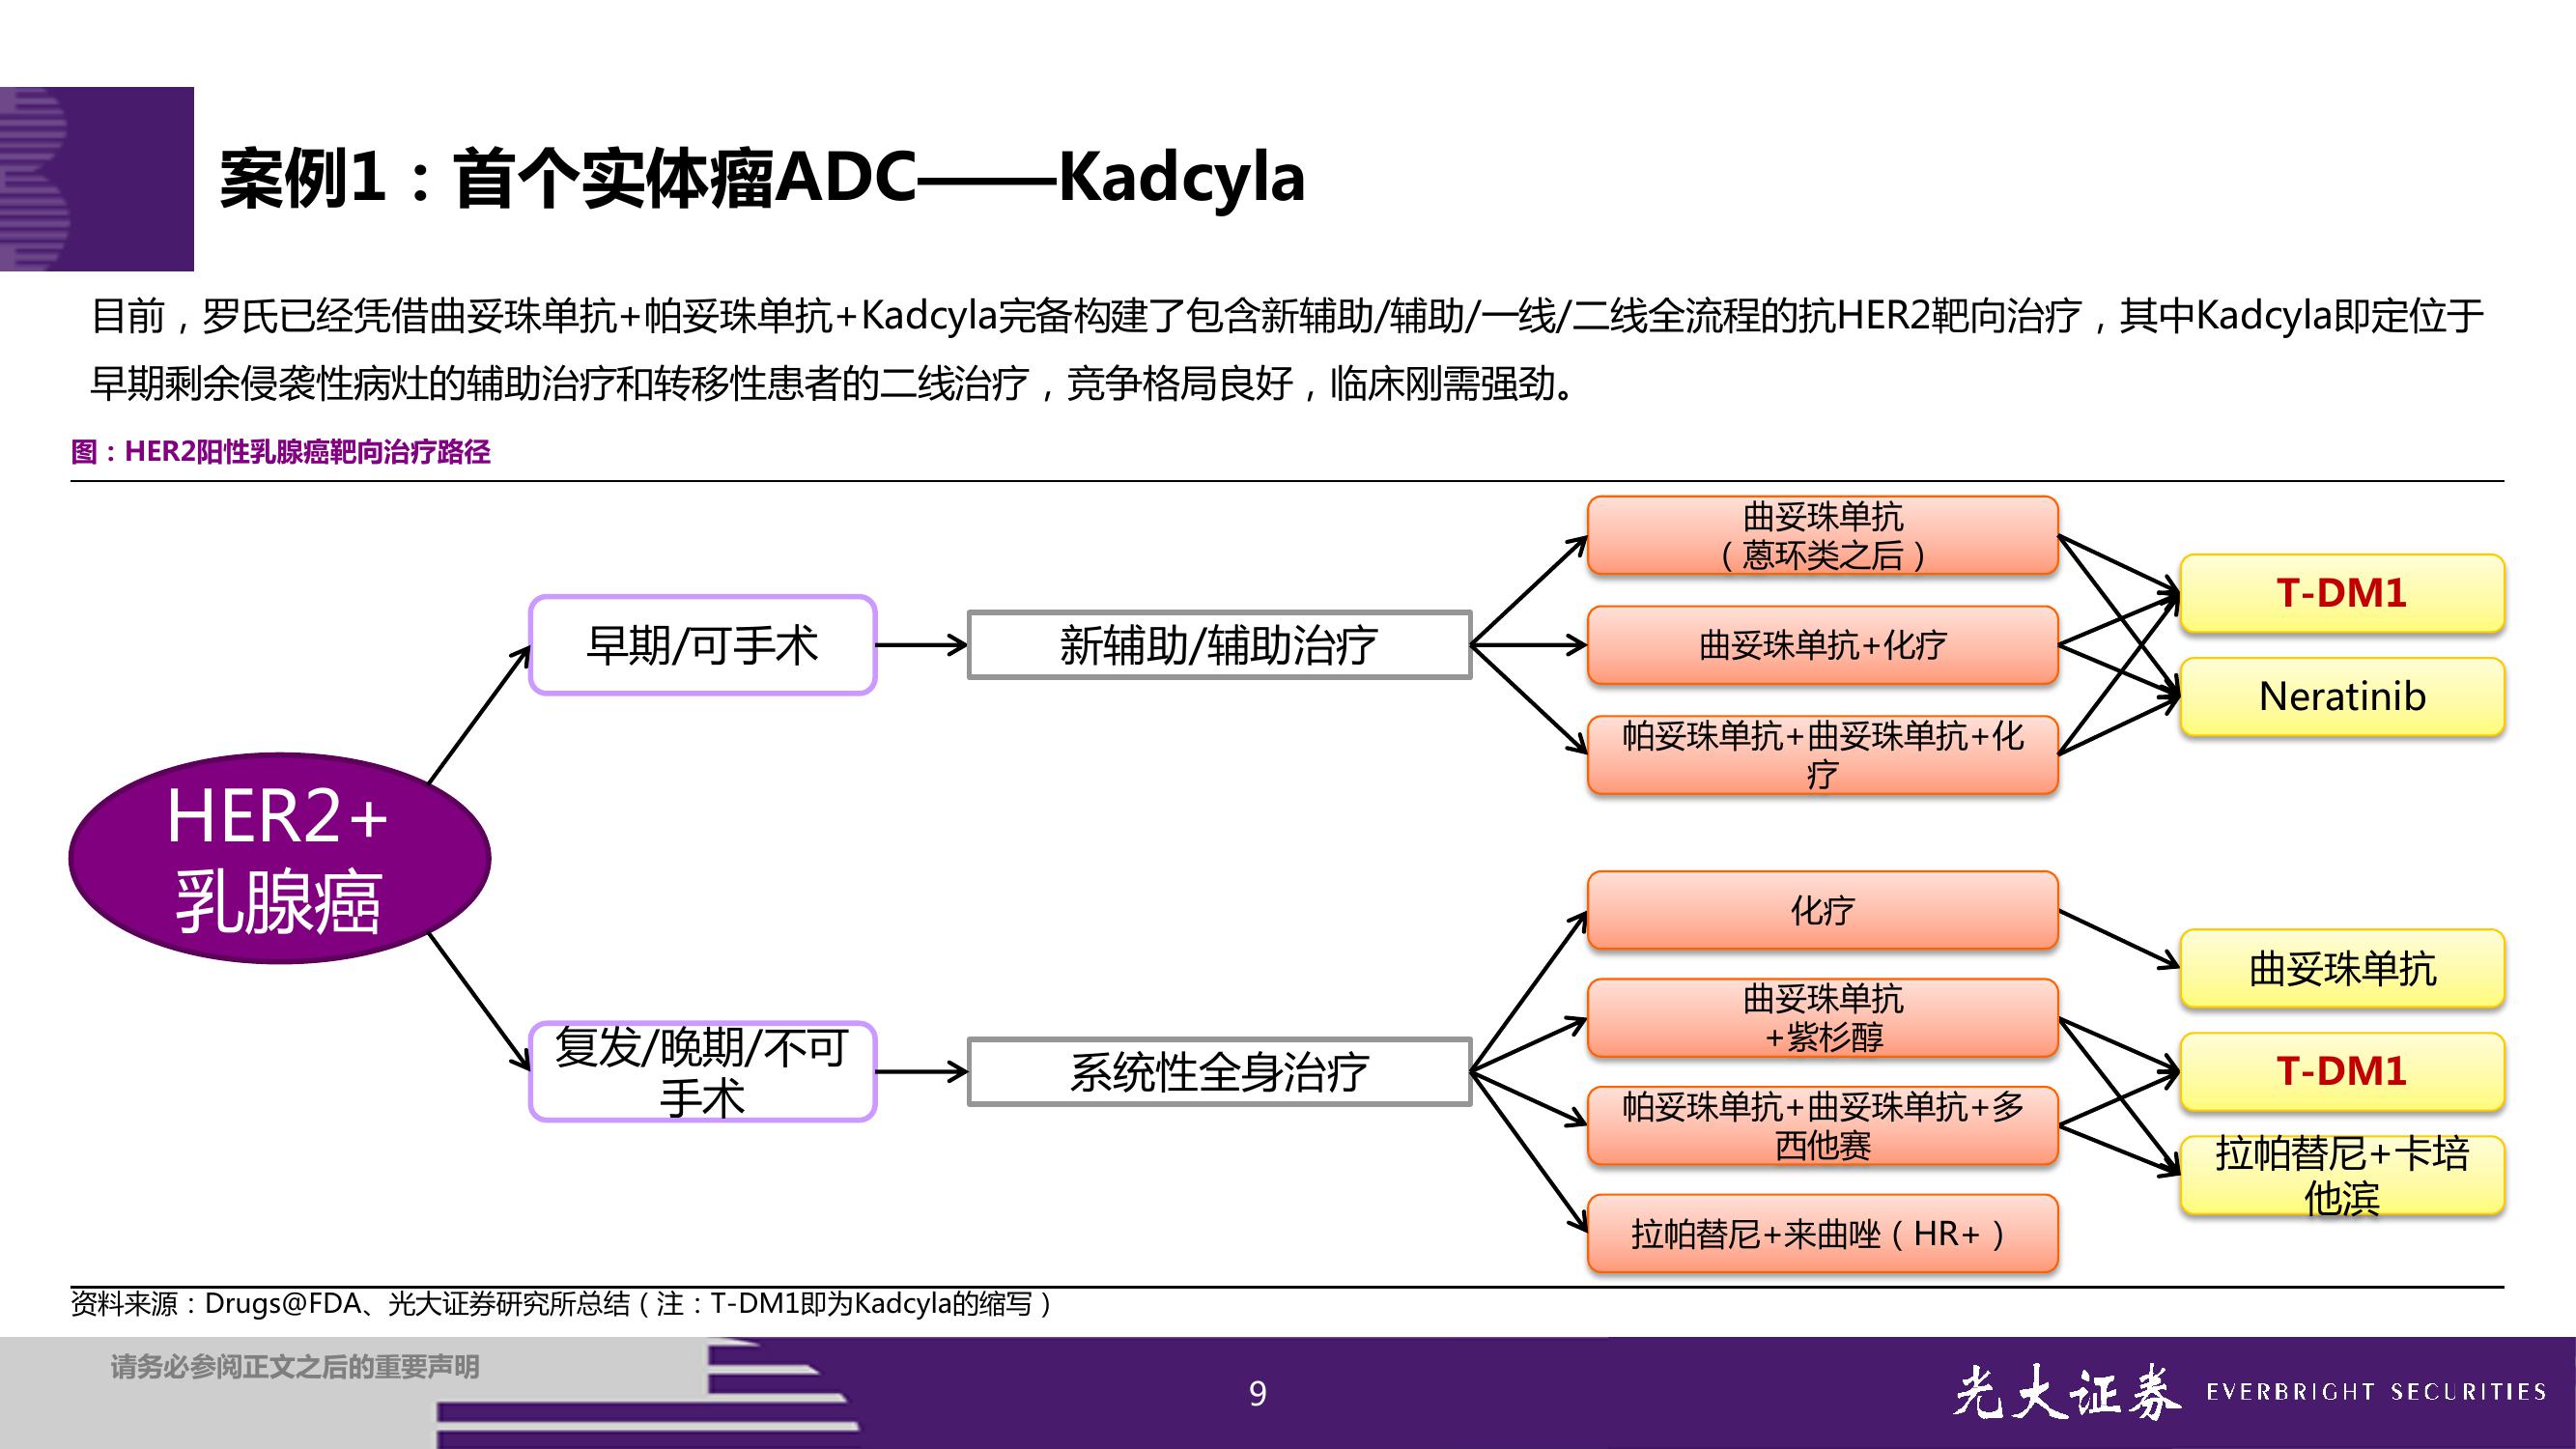 案例1：首个实体瘤ADC——Kadcyla
目前，罗氏已经凭借曲妥珠单抗+帕妥珠单抗+Kadcyla完备构建了包含新辅助/辅助/一线/二线全流程的抗HER2靶向治疗，其中Kadcyla即定位于
早期剩余侵袭性病灶的辅助治疗和转移性患者的二线治疗，竞争格局良好，临床刚需强劲。
图：HER2阳性乳腺癌靶向治疗路径
HER2+
乳腺癌
早期/可手术
新辅助/辅助治疗
曲妥珠单抗
（蒽环类之后）
曲妥珠单抗+化疗
帕妥珠单抗+曲妥珠单抗+化
疗
T-DM1
Neratinib
复发/晚期/不可
手术
系统性全身治疗
化疗
曲妥珠单抗
+紫杉醇
帕妥珠单抗+曲妥珠单抗+多
西他赛
拉帕替尼+来曲唑（HR+）
曲妥珠单抗
T-DM1
拉帕替尼+卡培
他滨
资料来源：Drugs@FDA、光大证券研究所总结（注：T-DM1即为Kadcyla的缩写）
请务必参阅正文之后的重要声明
9
光大证券 EVERBRIGHT SECURITIES